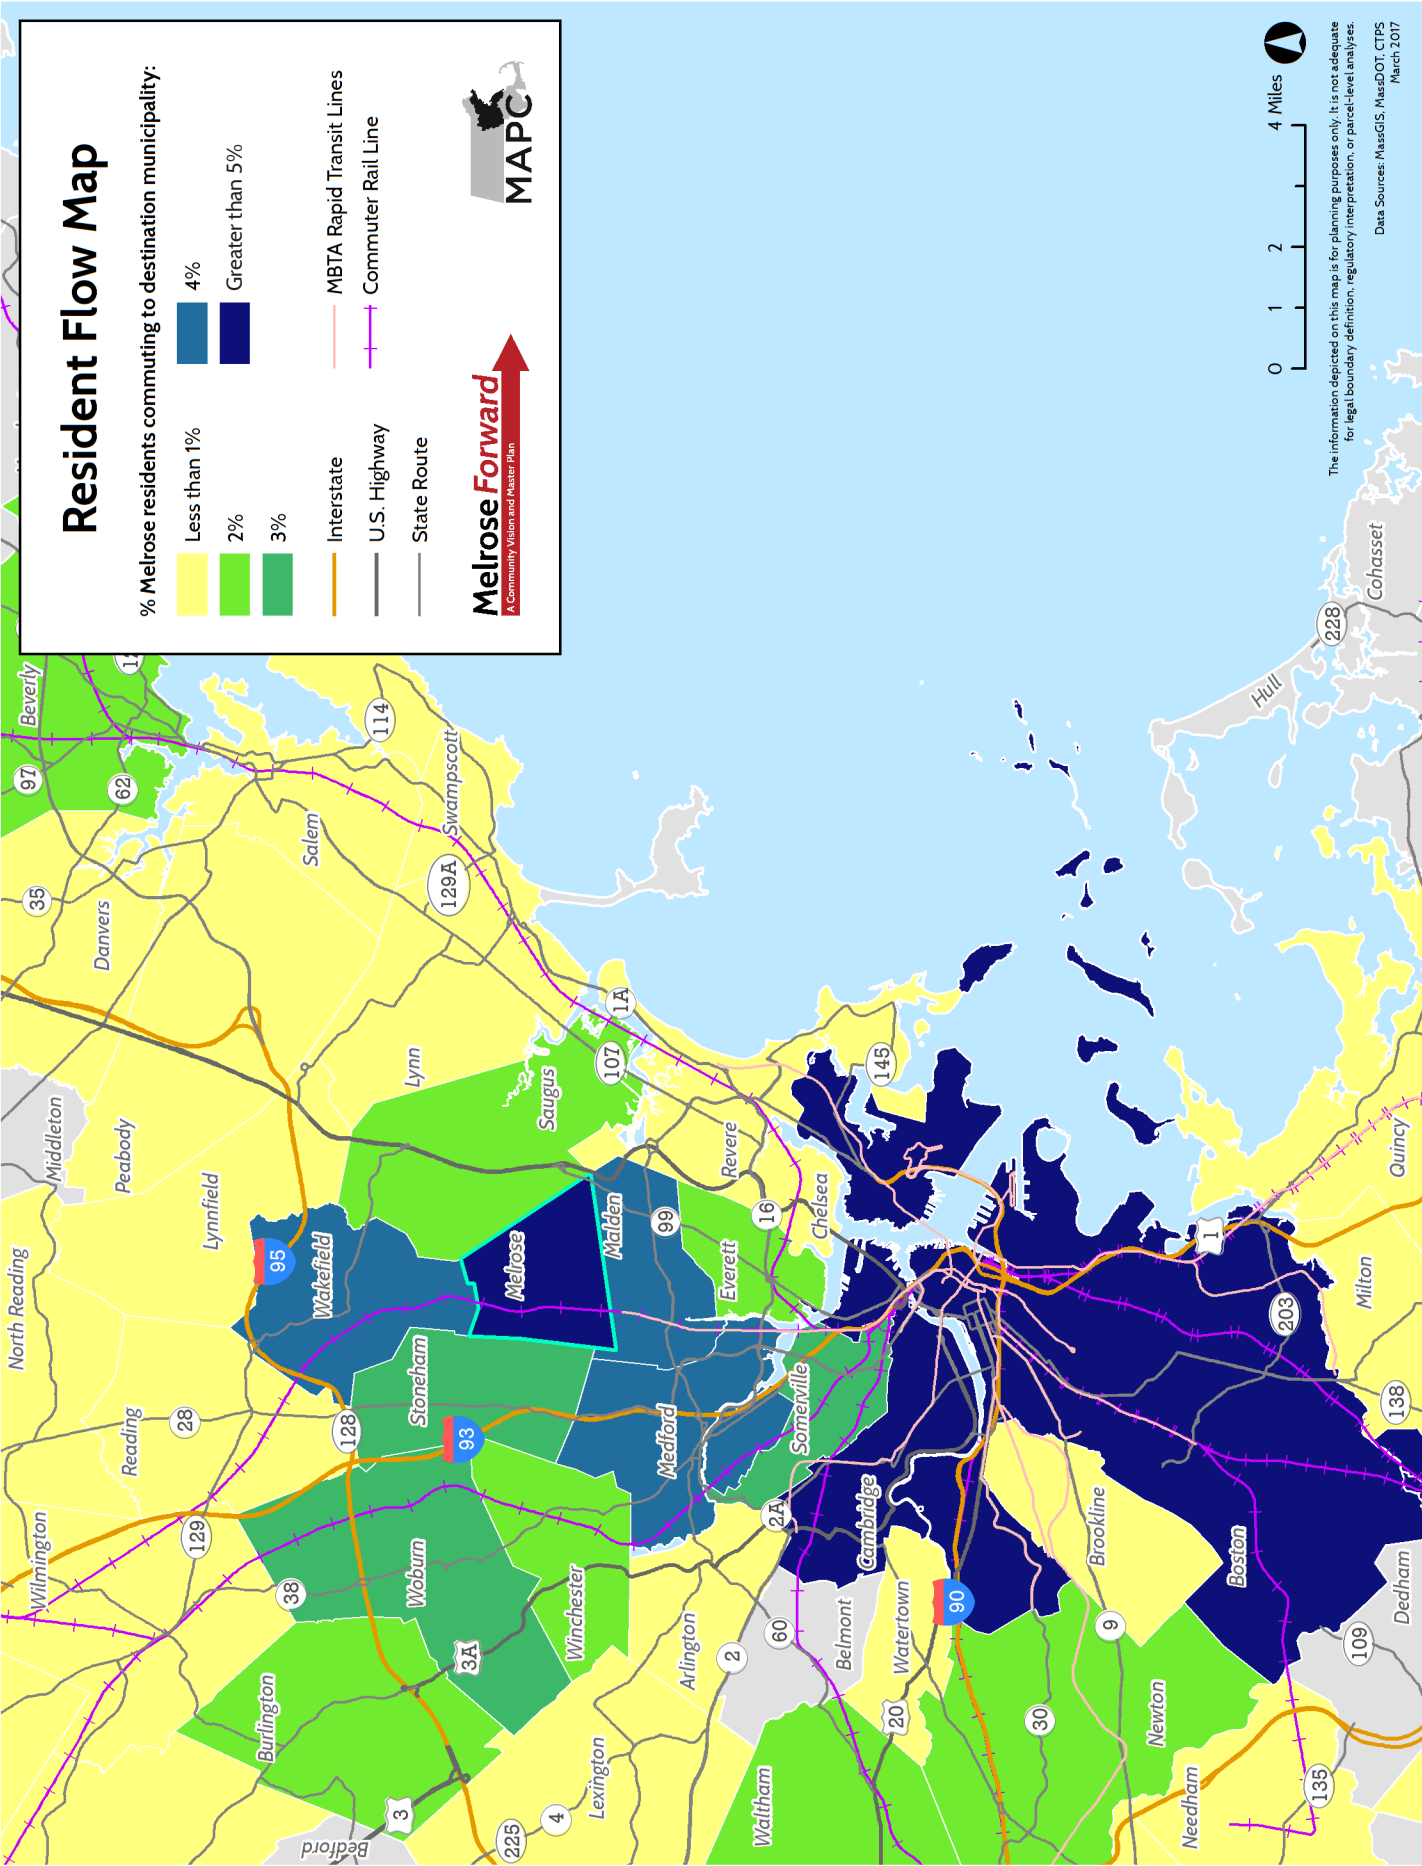 Resident Flow Map
% Melrose residents commuting to destination municipality:
Less than 1%
2%
3%
4%
Greater than 5%
Interstate
U.S. Highway
State Route
MBTA Rapid Transit Lines
Commuter Rail Line
Melrose Forward
A Community Vision and Master Plan
MAPC
0 1 2 4 Miles
The information depicted on this map is for planning purposes only. It is not adequate
for legal boundary definition, regulatory interpretation, or parcel-level analyses.
Data Sources: MassGIS, MassDOT, CTPS
March 2017
Wilmington
North Reading
Middleton
Beverly
97
35
62
Danvers
Peabody
Reading
28
129
Lynnfield
95
Wakefield
Salem
114
Swampscott
129A
Lynn
38
128
Burlington
Bedford
3
Woburn
Stoneham
93
3A
225
4
Melrose
Saugus
107
1A
Winchester
Lexington
Malden
99
Medford
Arlington
2
Everett
Revere
16
Chelsea
145
Somerville
2A
60
Waltham
Belmont
Cambridge
Watertown
20
90
30
Brookline
9
Newton
Needham
Boston
1
203
Milton
138
Quincy
Dedham
109
135
Hull
228
Cohasset